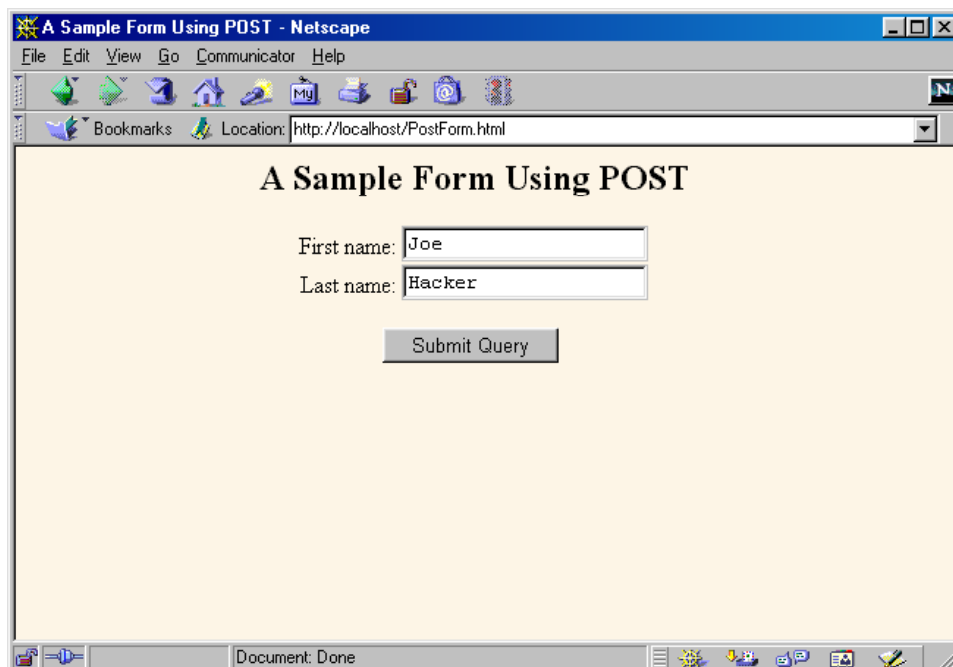 A Sample Form Using POST - Netscape
File Edit View Go Communicator Help
My
N
Bookmarks Location: http://localhost/PostForm.html
A Sample Form Using POST
First name: Joe
Last name: Hacker
Submit Query
Document: Done